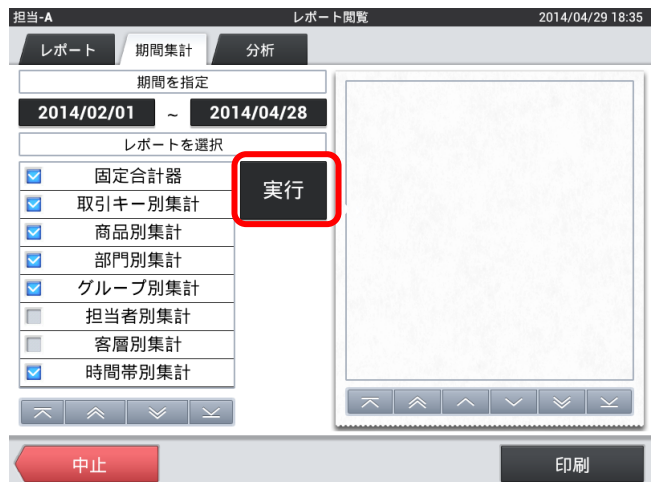 担当-A レポート閲覧 2014/04/29 18:35
レポート 期間集計 分析
期間を指定
2014/02/01 ~ 2014/04/28
レポートを選択
実行
固定合計器
取引キー別集計
商品別集計
部門別集計
グループ別集計
担当者別集計
客層別集計
時間帯別集計
中止 印刷